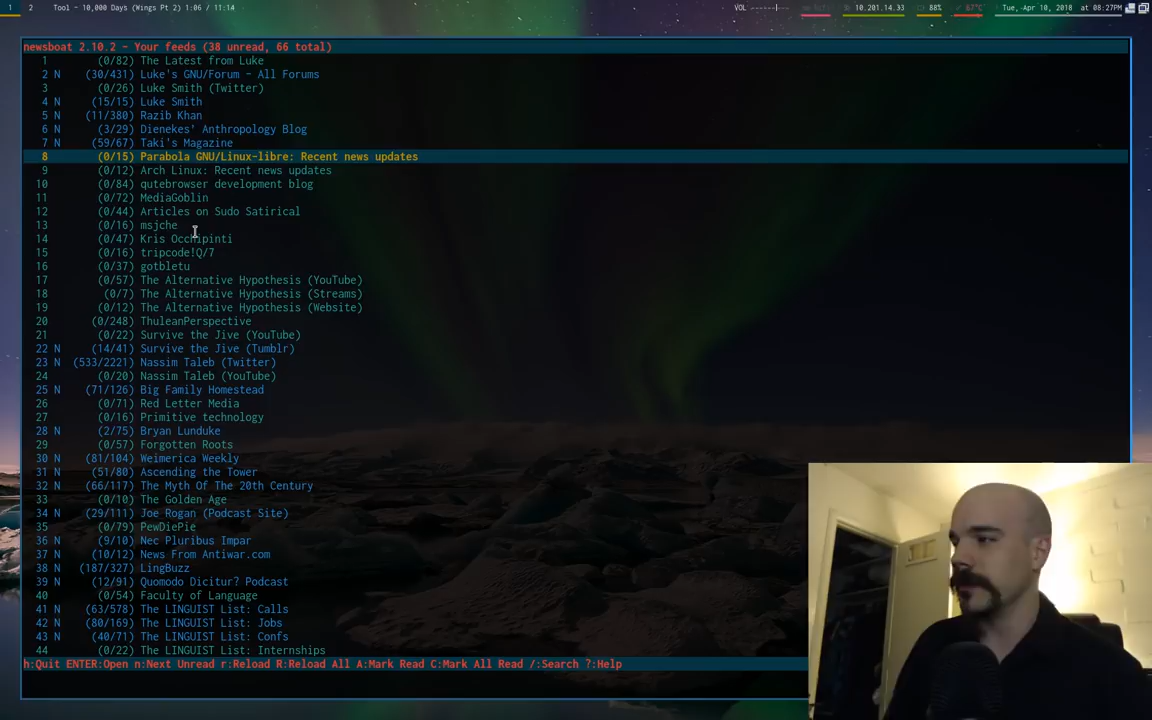 1 2 Tool - 10,000 Days (Wings Pt 2) 1:06 / 11:14 VOL 10.201.14.33 88% 67°C Tue, Apr 10, 2018 at 08:27PM
newsboat 2.10.2 - Your feeds (38 unread, 66 total)
1 (0/82) The Latest from Luke
2 N (30/431) Luke's GNU/Forum - All Forums
3 (0/26) Luke Smith (Twitter)
4 N (15/15) Luke Smith
5 N (11/380) Razib Khan
6 N (3/29) Dienekes' Anthropology Blog
7 N (59/67) Taki's Magazine
8 (0/15) Parabola GNU/Linux-libre: Recent news updates
9 (0/12) Arch Linux: Recent news updates
10 (0/84) qutebrowser development blog
11 (0/72) MediaGoblin
12 (0/44) Articles on Sudo Satirical
13 (0/16) msjche
14 (0/47) Kris Occhipinti
15 (0/16) tripcode!Q/7
16 (0/37) gotbletu
17 (0/57) The Alternative Hypothesis (YouTube)
18 (0/7) The Alternative Hypothesis (Streams)
19 (0/12) The Alternative Hypothesis (Website)
20 (0/248) ThuleanPerspective
21 (0/22) Survive the Jive (YouTube)
22 N (14/41) Survive the Jive (Tumblr)
23 N (533/2221) Nassim Taleb (Twitter)
24 (0/20) Nassim Taleb (YouTube)
25 N (71/126) Big Family Homestead
26 (0/71) Red Letter Media
27 (0/16) Primitive technology
28 N (2/75) Bryan Lunduke
29 (0/57) Forgotten Roots
30 N (81/104) Weimerica Weekly
31 N (51/80) Ascending the Tower
32 N (66/117) The Myth Of The 20th Century
33 (0/10) The Golden Age
34 N (29/111) Joe Rogan (Podcast Site)
35 (0/79) PewDiePie
36 N (9/10) Nec Pluribus Impar
37 N (10/12) News From Antiwar.com
38 N (187/327) LingBuzz
39 N (12/91) Quomodo Dicitur? Podcast
40 (0/54) Faculty of Language
41 N (63/578) The LINGUIST List: Calls
42 N (80/169) The LINGUIST List: Jobs
43 N (40/71) The LINGUIST List: Confs
44 (0/22) The LINGUIST List: Internships
h:Quit ENTER:Open n:Next Unread r:Reload R:Reload All A:Mark Read C:Mark All Read /:Search ?:Help